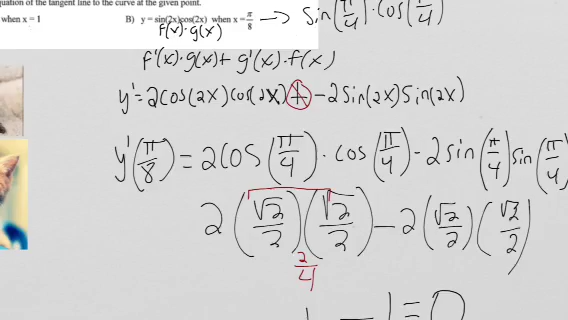 quation of the tangent line to the curve at the given point.
when x = 1 B) y = sin(2x)cos(2x) when x = π/8 → sin(π/4)·cos(π/4)
f(x)·g(x)
f'(x)·g(x)+ g'(x)·f(x)
y'=2cos(2x)cos(2x)+-2sin(2x)sin(2x)
y'(π/8)=2cos(π/4)·cos(π/4)-2sin(π/4)sin(π/4)
2(√2/2)(√2/2)-2(√2/2)(√2/2)
2/4
1-1=0